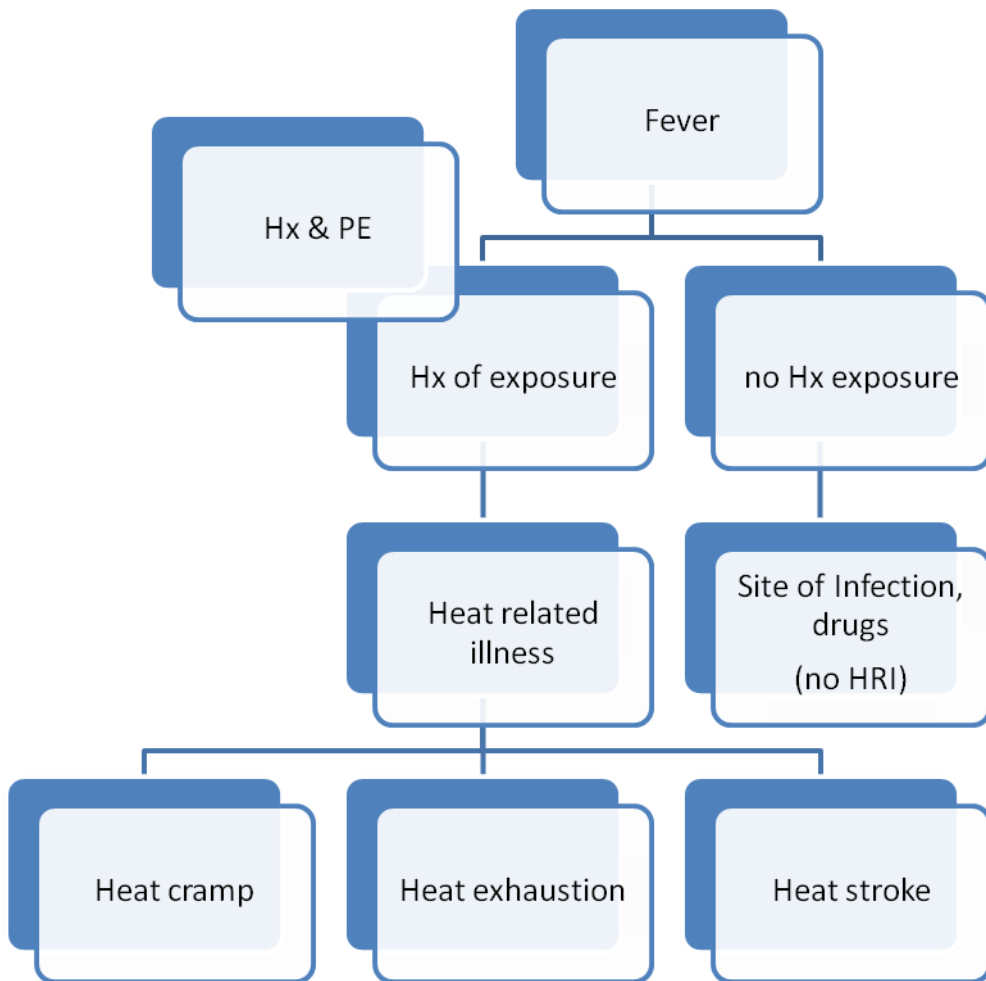 Fever
Hx & PE
Hx of exposure
no Hx exposure
Heat related
illness
Site of Infection,
drugs
(no HRI)
Heat cramp
Heat exhaustion
Heat stroke